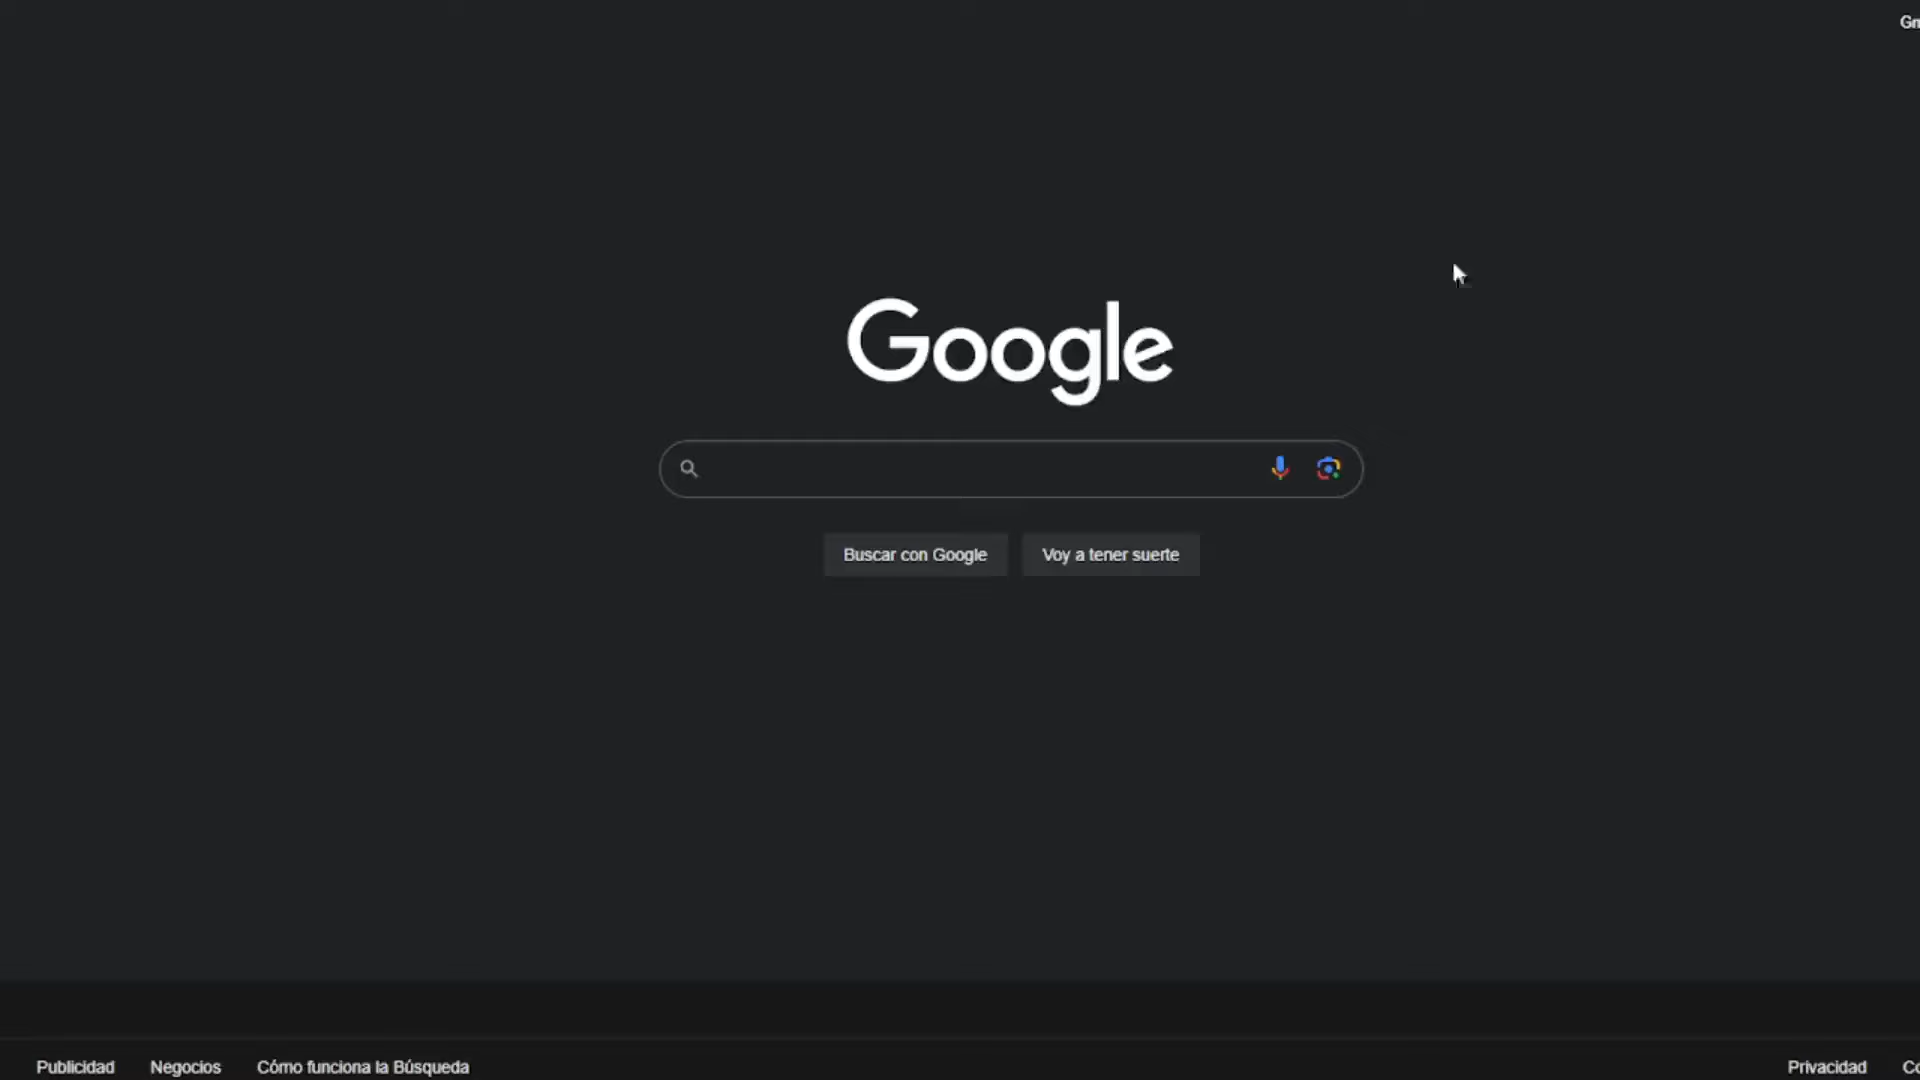 Google
Buscar con Google
Voy a tener suerte
Publicidad
Negocios
Cómo funciona la Búsqueda
Privacidad